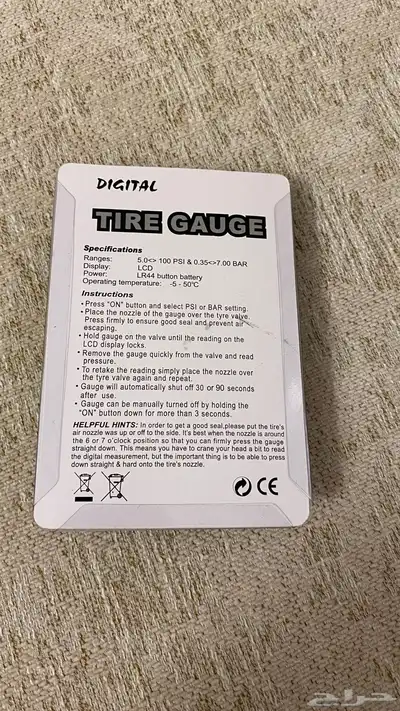 DIGITAL
TIRE GAUGE
Specifications
Ranges: 5.0<> 100 PSI & 0.35<>7.00 BAR
Display: LCD
Power: LR44 button battery
Operating temperature: -5 - 50°C
Instructions
• Press "ON" button and select PSI or BAR setting.
• Place the nozzle of the gauge over the tyre valve.
Press firmly to ensure good seal and prevent air
escaping.
• Hold gauge on the valve until the reading on the
LCD display locks.
• Remove the gauge quickly from the valve and read
pressure.
• To retake the reading simply place the nozzle over
the tyre valve again and repeat.
• Gauge will automatically shut off 30 or 90 seconds
after use.
• Gauge can be manually turned off by holding the
"ON" button down for more than 3 seconds.
HELPFUL HINTS: In order to get a good seal,please put the tire's
air nozzle was up or off to the side. It's best when the nozzle is around
the 6 or 7 o'clock position so that you can firmly press the gauge
straight down. This means you have to crane your head a bit to read
the digital measurement, but the important thing is to be able to press
down straight & hard onto the tire's nozzle.
CE
حراج